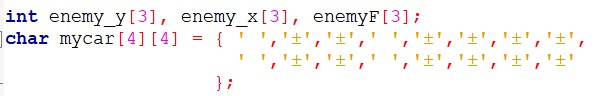 int enemy_y[3], enemy_x[3], enemyF[3];
char mycar[4][4] = { ' ','±','±',' ','±','±','±','±',
' ','±','±',' ','±','±','±','±'
};